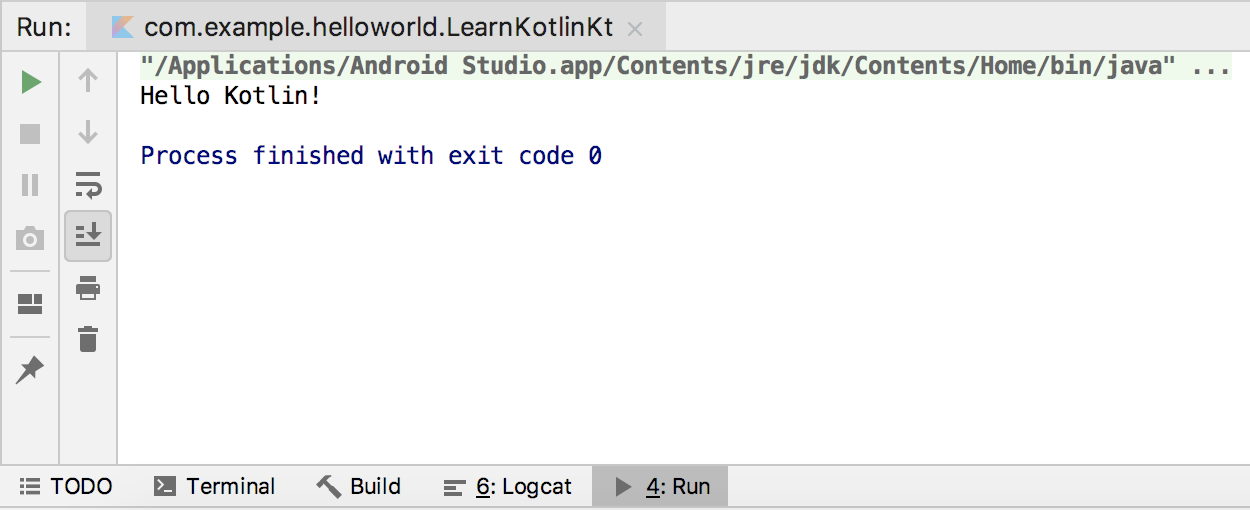 Run: com.example.helloworld.LearnKotlinKt
"/Applications/Android Studio.app/Contents/jre/jdk/Contents/Home/bin/java" ...
Hello Kotlin!
Process finished with exit code 0
TODO Terminal Build 6: Logcat 4: Run